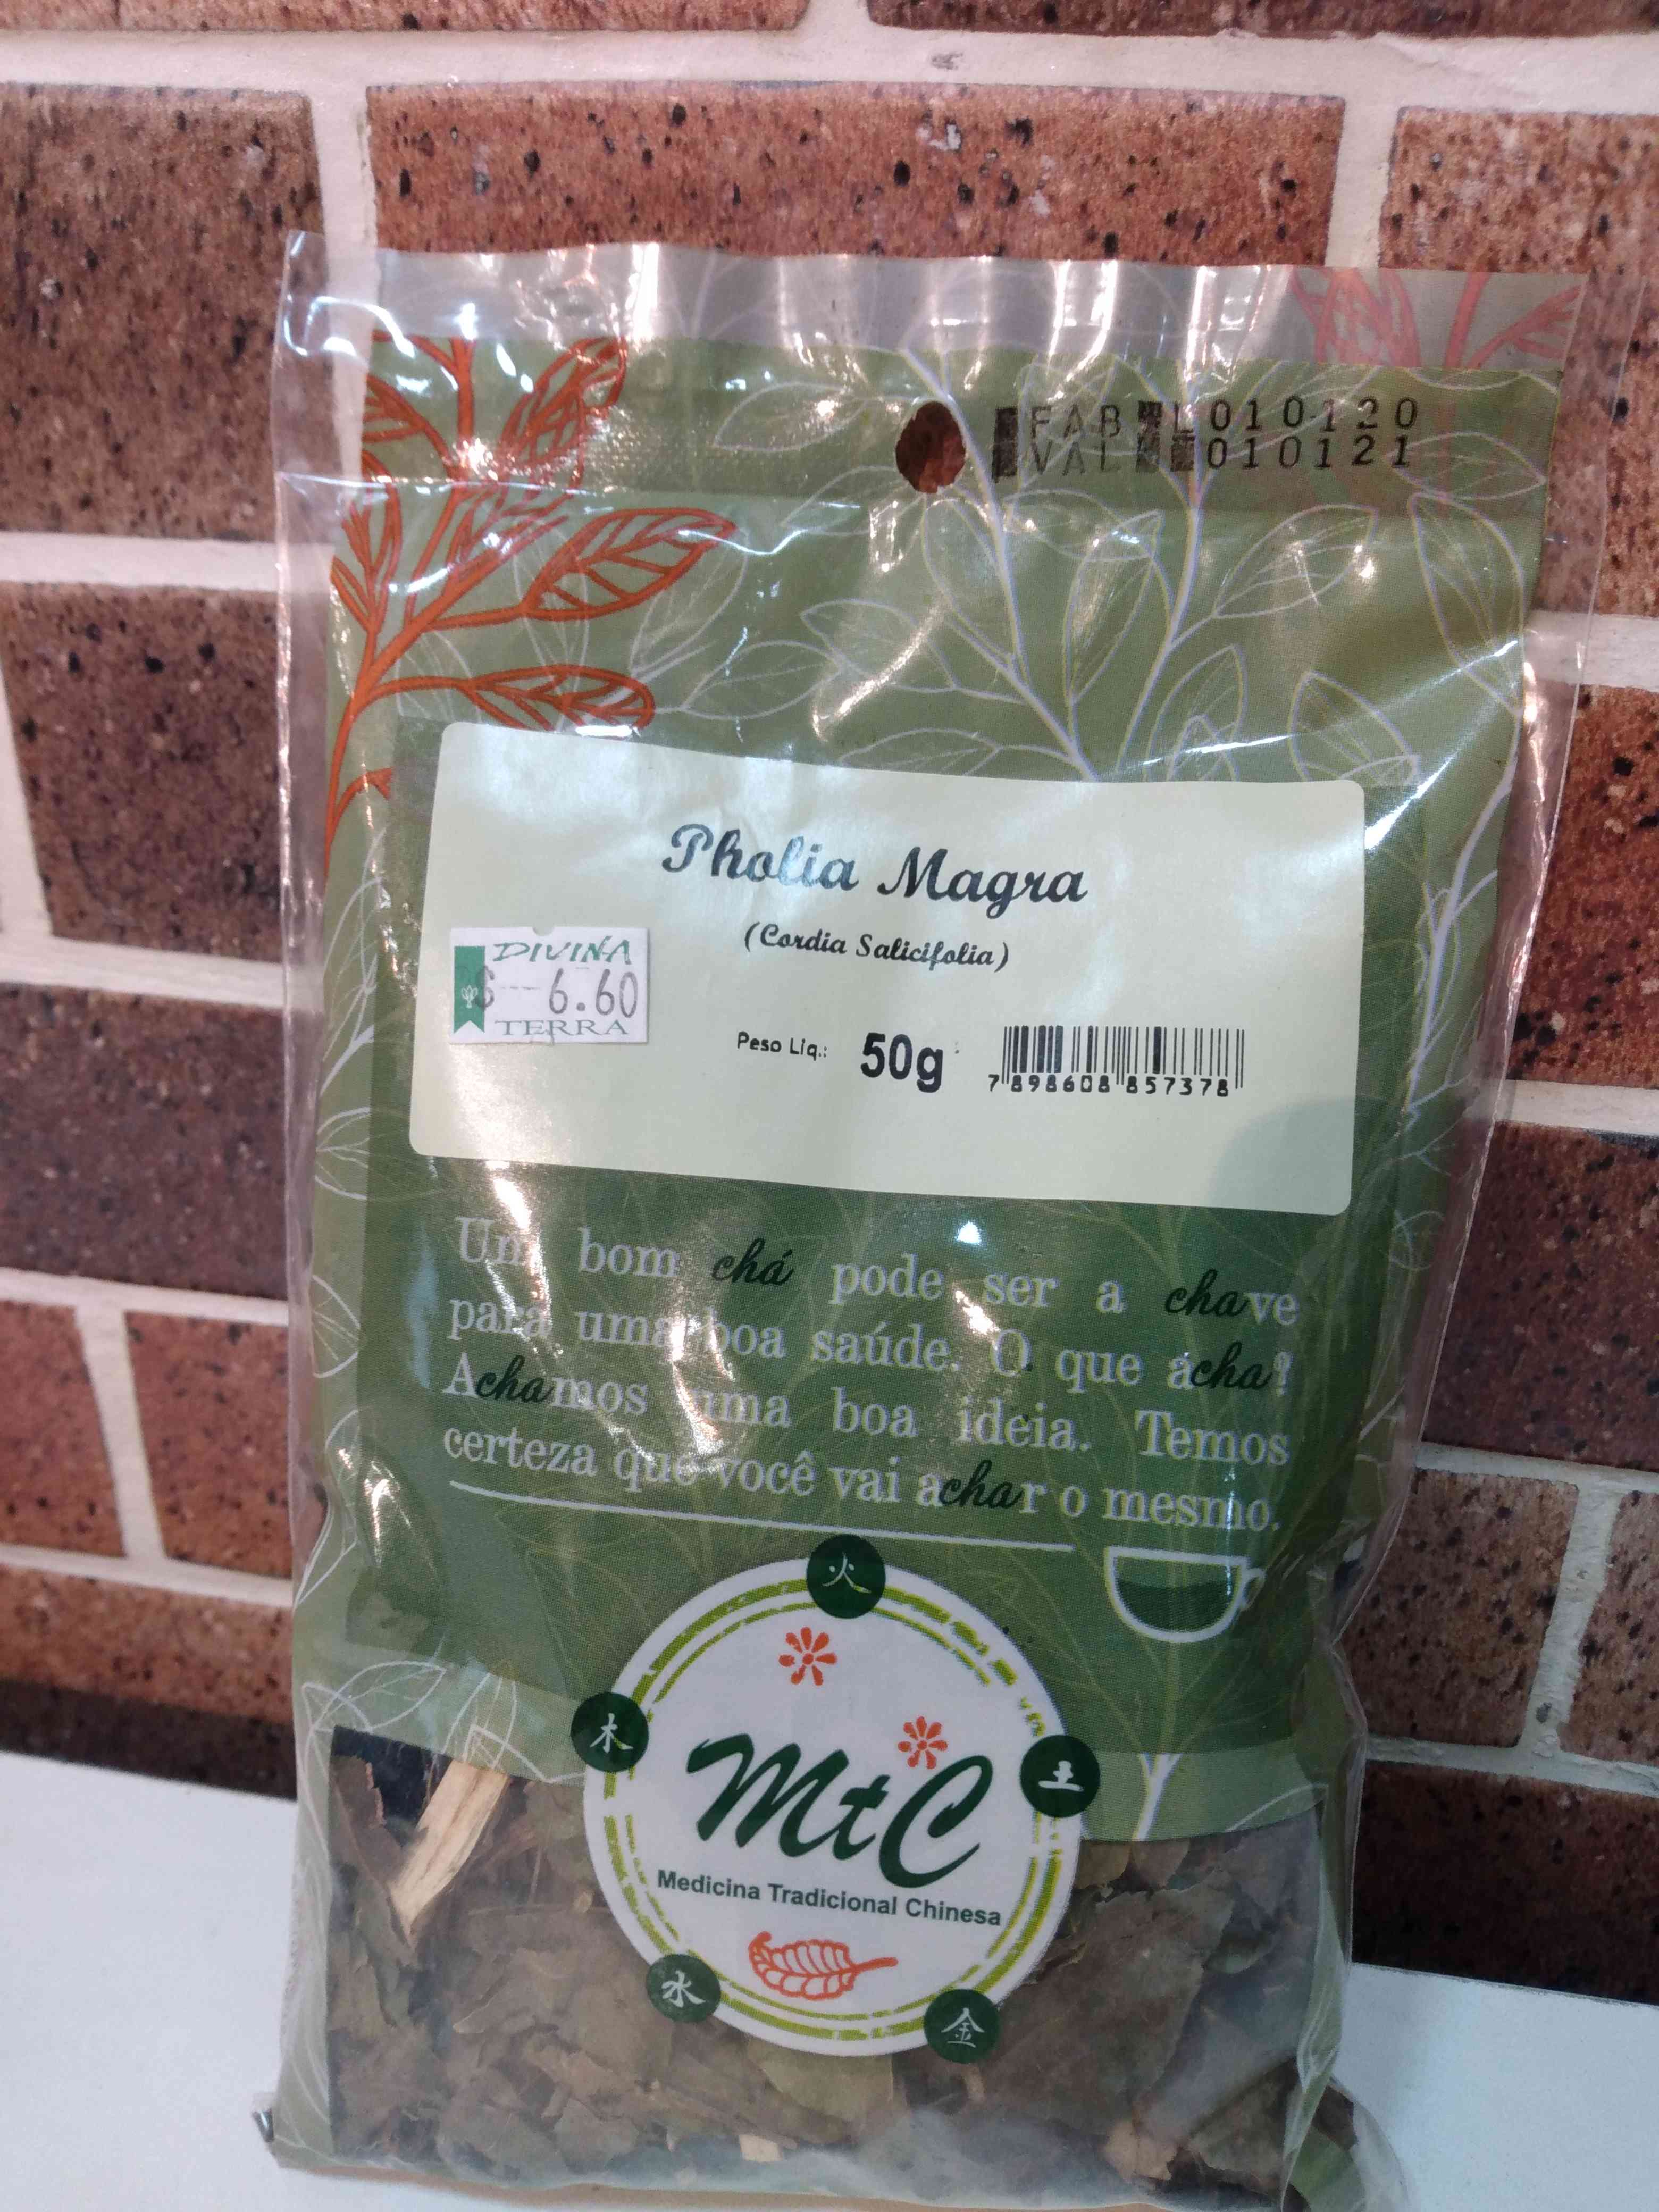 FAB L010120
VAL 010121
Pholia Magra
(Cordia Salicifolia)
DIVINA
$ 6.60
TERRA
Peso Liq.: 50g
7 898608 857378
Um bom chá pode ser a chave
para uma boa saúde. O que acha?
Achamos uma boa ideia. Temos
certeza que você vai achar o mesmo.
火
木
土
MtC
Medicina Tradicional Chinesa
水
金